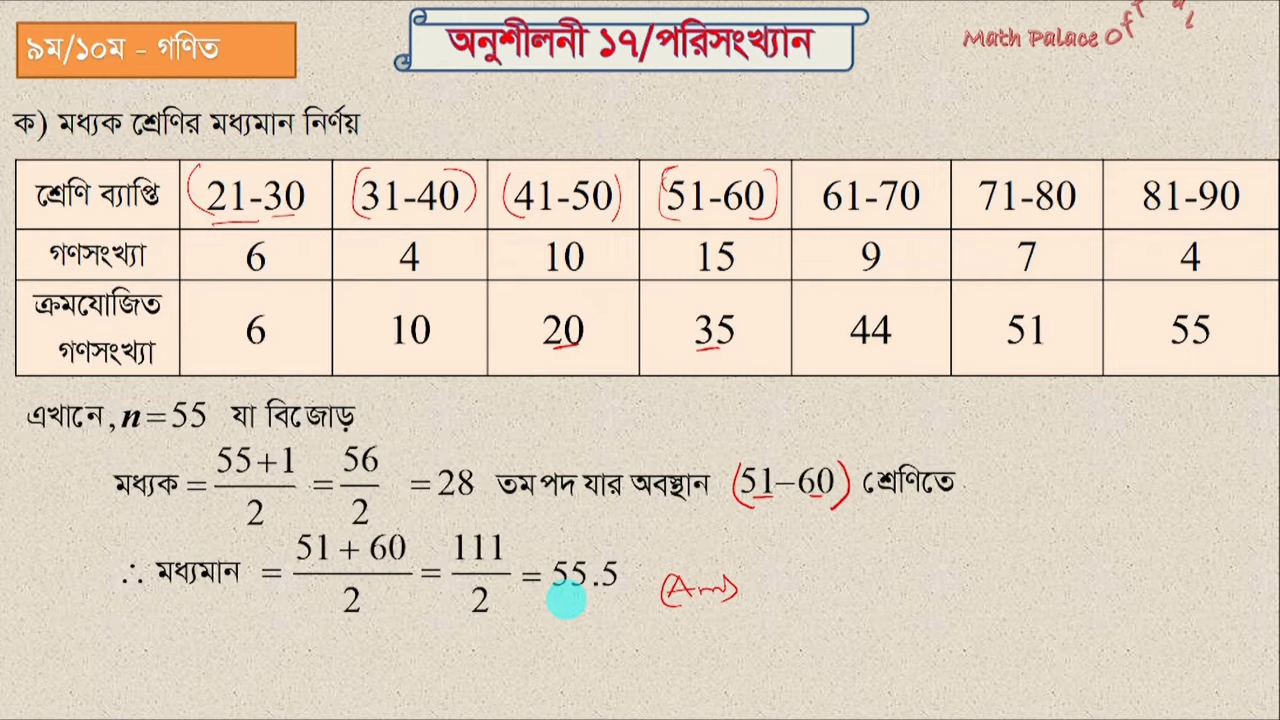 ৯ম/১০ম - গণিত
অনুশীলনী ১৭/পরিসংখ্যান
Math Palace Of
ক) মধ্যক শ্রেণির মধ্যমান নির্ণয়
শ্রেণি ব্যাপ্তি 21-30 31-40 41-50 51-60 61-70 71-80 81-90
গণসংখ্যা 6 4 10 15 9 7 4
ক্রমযোজিত গণসংখ্যা 6 10 20 35 44 51 55
এখানে, n=55 যা বিজোড়
মধ্যক = (55+1)/2 = 56/2 = 28 তম পদ যার অবস্থান (51–60) শ্রেণিতে
∴ মধ্যমান = (51 + 60)/2 = 111/2 = 55.5 (Ans)